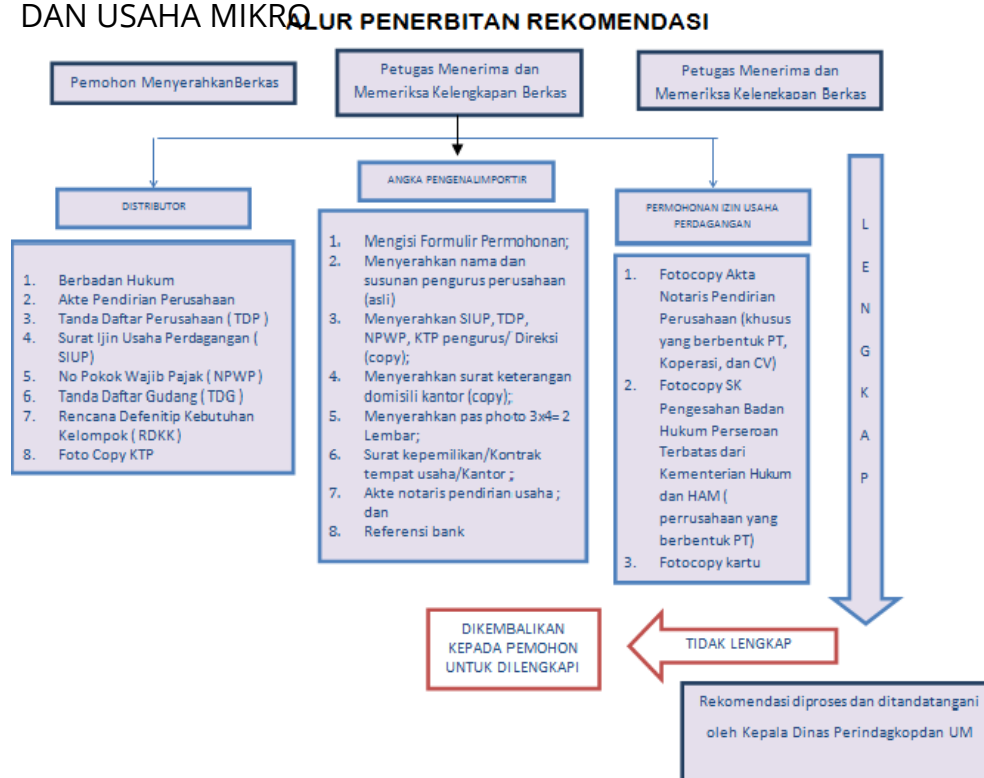 DAN USAHA MIKRO
ALUR PENERBITAN REKOMENDASI
Pemohon MenyerahkanBerkas
Petugas Menerima dan
Memeriksa Kelengkapan Berkas
Petugas Menerima dan
Memeriksa Kelengkapan Berkas
DISTRIBUTOR
1. Berbadan Hukum
2. Akte Pendirian Perusahaan
3. Tanda Daftar Perusahaan ( TDP )
4. Surat Ijin Usaha Perdagangan (
SIUP)
5. No Pokok Wajib Pajak ( NPWP )
6. Tanda Daftar Gudang ( TDG )
7. Rencana Defenitip Kebutuhan
Kelompok ( RDKK )
8. Foto Copy KTP
ANGKA PENGENALIMPORTIR
1. Mengisi Formulir Permohonan;
2. Menyerahkan nama dan
susunan pengurus perusahaan
(asli)
3. Menyerahkan SIUP, TDP,
NPWP, KTP pengurus/ Direksi
(copy);
4. Menyerahkan surat keterangan
domisili kantor (copy);
5. Menyerahkan pas photo 3x4= 2
Lembar;
6. Surat kepemilikan/Kontrak
tempat usaha/Kantor ;
7. Akte notaris pendirian usaha ;
dan
8. Referensi bank
PERMOHONAN IZIN USAHA
PERDAGANGAN
1. Fotocopy Akta
Notaris Pendirian
Perusahaan (khusus
yang berbentuk PT,
Koperasi, dan CV)
2. Fotocopy SK
Pengesahan Badan
Hukum Perseroan
Terbatas dari
Kementerian Hukum
dan HAM (
perrusahaan yang
berbentuk PT)
3. Fotocopy kartu
L
E
N
G
K
A
P
TIDAK LENGKAP
DIKEMBALIKAN
KEPADA PEMOHON
UNTUK DILENGKAPI
Rekomendasi diproses dan ditandatangani
oleh Kepala Dinas Perindagkopdan UM